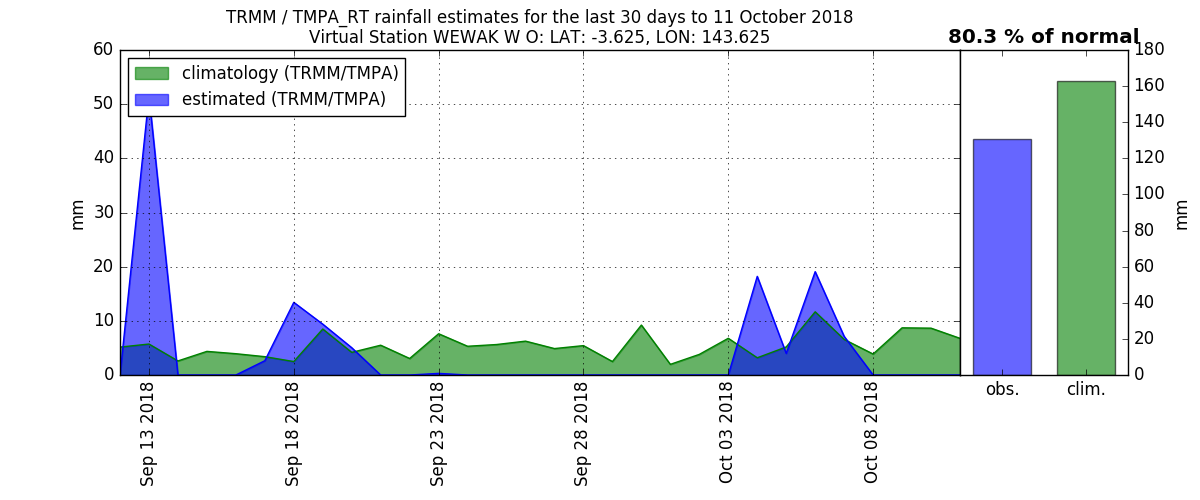 TRMM / TMPA_RT rainfall estimates for the last 30 days to 11 October 2018
Virtual Station WEWAK W O: LAT: -3.625, LON: 143.625
80.3 % of normal
climatology (TRMM/TMPA)
estimated (TRMM/TMPA)
60
50
40
30
20
10
0
mm
Sep 13 2018
Sep 18 2018
Sep 23 2018
Sep 28 2018
Oct 03 2018
Oct 08 2018
180
160
140
120
100
80
60
40
20
0
mm
obs.
clim.